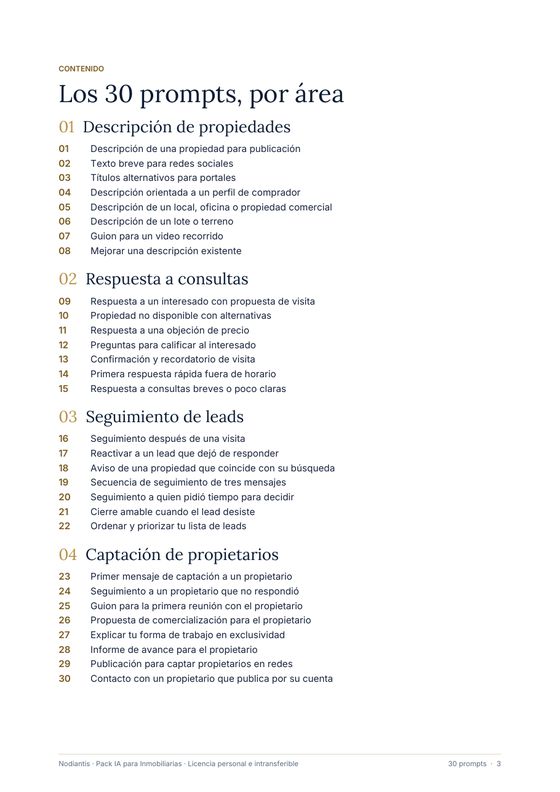 CONTENIDO
Los 30 prompts, por área
01 Descripción de propiedades
01 Descripción de una propiedad para publicación
02 Texto breve para redes sociales
03 Títulos alternativos para portales
04 Descripción orientada a un perfil de comprador
05 Descripción de un local, oficina o propiedad comercial
06 Descripción de un lote o terreno
07 Guion para un video recorrido
08 Mejorar una descripción existente
02 Respuesta a consultas
09 Respuesta a un interesado con propuesta de visita
10 Propiedad no disponible con alternativas
11 Respuesta a una objeción de precio
12 Preguntas para calificar al interesado
13 Confirmación y recordatorio de visita
14 Primera respuesta rápida fuera de horario
15 Respuesta a consultas breves o poco claras
03 Seguimiento de leads
16 Seguimiento después de una visita
17 Reactivar a un lead que dejó de responder
18 Aviso de una propiedad que coincide con su búsqueda
19 Secuencia de seguimiento de tres mensajes
20 Seguimiento a quien pidió tiempo para decidir
21 Cierre amable cuando el lead desiste
22 Ordenar y priorizar tu lista de leads
04 Captación de propietarios
23 Primer mensaje de captación a un propietario
24 Seguimiento a un propietario que no respondió
25 Guion para la primera reunión con el propietario
26 Propuesta de comercialización para el propietario
27 Explicar tu forma de trabajo en exclusividad
28 Informe de avance para el propietario
29 Publicación para captar propietarios en redes
30 Contacto con un propietario que publica por su cuenta
Nodiantis · Pack IA para Inmobiliarias · Licencia personal e intransferible
30 prompts · 3